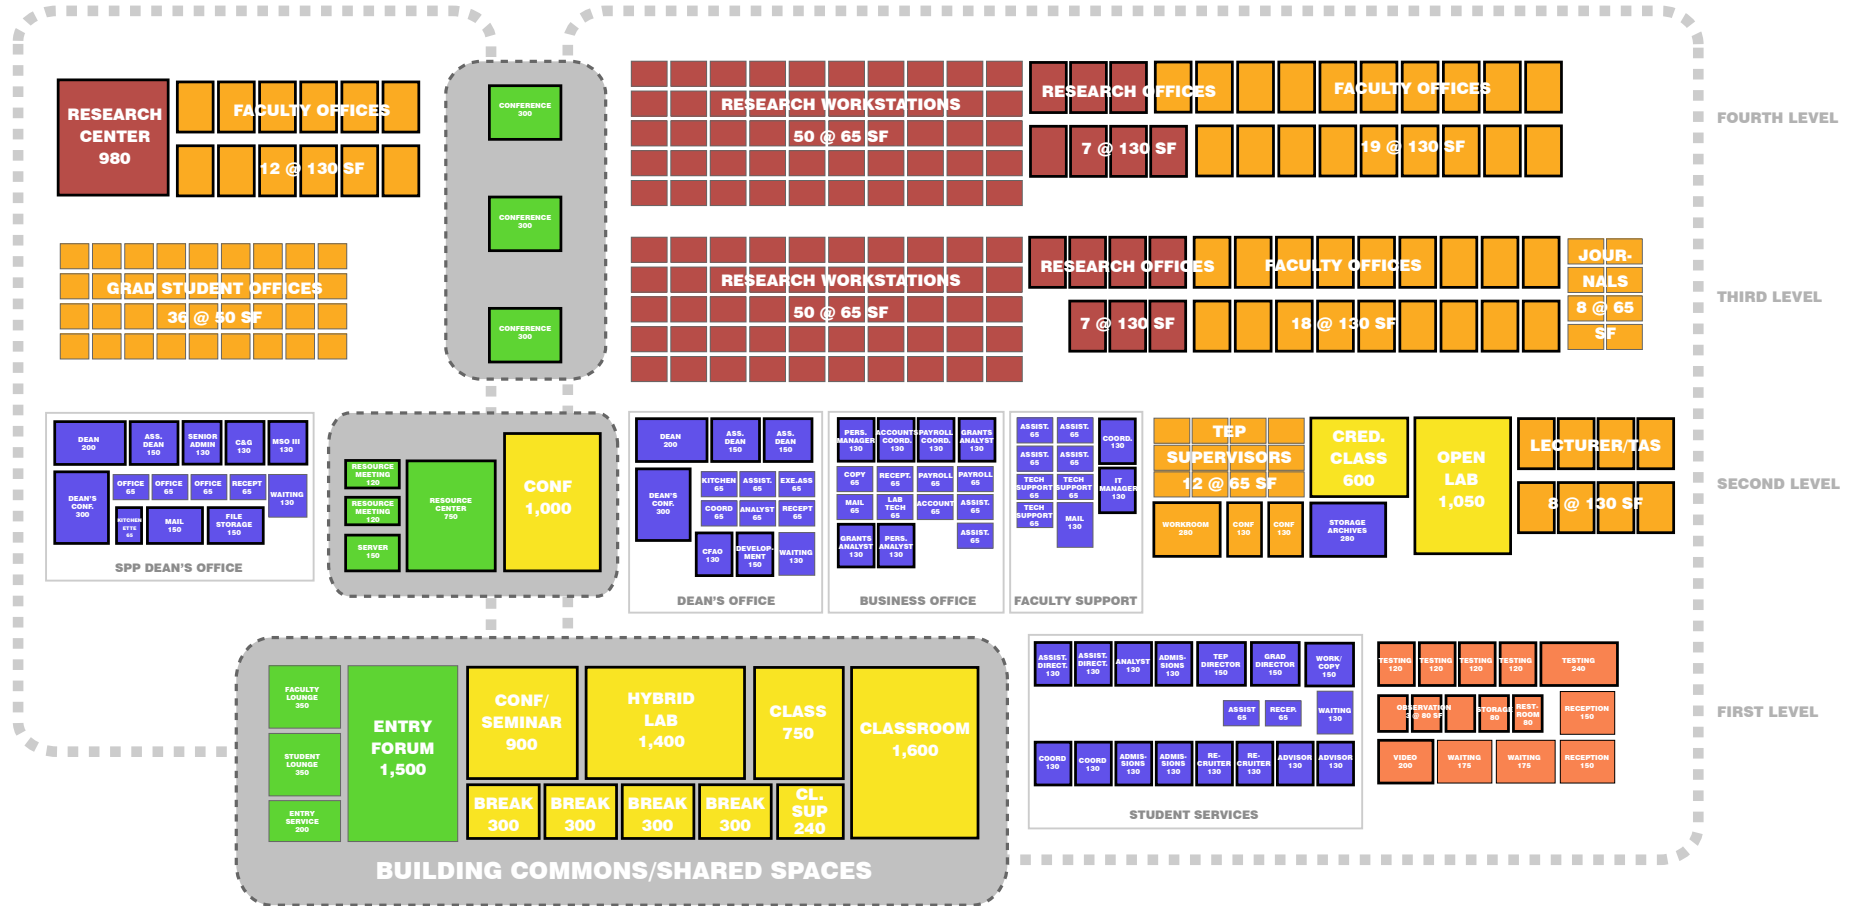 RESEARCH
CENTER
980
FACULTY OFFICES
12 @ 130 SF
CONFERENCE
300
RESEARCH WORKSTATIONS
50 @ 65 SF
RESEARCH OFFICES
7 @ 130 SF
FACULTY OFFICES
19 @ 130 SF
FOURTH LEVEL
CONFERENCE
300
GRAD STUDENT OFFICES
36 @ 50 SF
CONFERENCE
300
RESEARCH WORKSTATIONS
50 @ 65 SF
RESEARCH OFFICES
7 @ 130 SF
FACULTY OFFICES
18 @ 130 SF
JOUR-
NALS
8 @ 65
SF
THIRD LEVEL
DEAN
200
ASS.
DEAN
150
SENIOR
ADMIN
130
C&G
130
MSO III
130
DEAN'S
CONF.
300
OFFICE
65
OFFICE
65
OFFICE
65
RECEPT
65
WAITING
130
KITCHEN
ETTE
65
MAIL
150
FILE
STORAGE
150
SPP DEAN'S OFFICE
RESOURCE
MEETING
120
RESOURCE
MEETING
120
SERVER
150
RESOURCE
CENTER
750
CONF
1,000
DEAN
200
ASS.
DEAN
150
ASS.
DEAN
150
DEAN'S
CONF.
300
KITCHEN
65
ASSIST.
65
EXE.ASS
65
COORD
65
ANALYST
65
RECEPT
65
CFAO
130
DEVELOP-
MENT
150
WAITING
130
DEAN'S OFFICE
PERS.
MANAGER
130
ACCOUNTS
COORD.
130
PAYROLL
COORD.
130
GRANTS
ANALYST
130
COPY
65
RECEPT.
65
PAYROLL
65
PAYROLL
65
MAIL
65
LAB
TECH
65
ACCOUNT
65
ASSIST.
65
GRANTS
ANALYST
130
PERS.
ANALYST
130
ASSIST.
65
BUSINESS OFFICE
ASSIST.
65
ASSIST.
65
COORD.
130
ASSIST.
65
ASSIST.
65
TECH
SUPPORT
65
TECH
SUPPORT
65
IT
MANAGER
130
TECH
SUPPORT
65
MAIL
130
FACULTY SUPPORT
TEP
SUPERVISORS
12 @ 65 SF
WORKROOM
280
CONF
130
CONF
130
CRED.
CLASS
600
STORAGE
ARCHIVES
280
OPEN
LAB
1,050
LECTURER/TAS
8 @ 130 SF
SECOND LEVEL
FACULTY
LOUNGE
350
STUDENT
LOUNGE
350
ENTRY
SERVICE
200
ENTRY
FORUM
1,500
CONF/
SEMINAR
900
HYBRID
LAB
1,400
CLASS
750
CLASSROOM
1,600
BREAK
300
BREAK
300
BREAK
300
BREAK
300
CL.
SUP
240
BUILDING COMMONS/SHARED SPACES
ASSIST.
DIRECT.
130
ASSIST.
DIRECT.
130
ANALYST
130
ADMIS-
SIONS
130
TEP
DIRECTOR
150
GRAD
DIRECTOR
150
WORK/
COPY
150
ASSIST
65
RECEP.
65
WAITING
130
COORD
130
COORD
130
ADMIS-
SIONS
130
ADMIS-
SIONS
130
RE-
CRUITER
130
RE-
CRUITER
130
ADVISOR
130
ADVISOR
130
STUDENT SERVICES
TESTING
120
TESTING
120
TESTING
120
TESTING
120
TESTING
240
OBSERVATION
3 @ 80 SF
STORAGE
80
REST-
ROOM
80
RECEPTION
150
VIDEO
200
WAITING
175
WAITING
175
RECEPTION
150
FIRST LEVEL